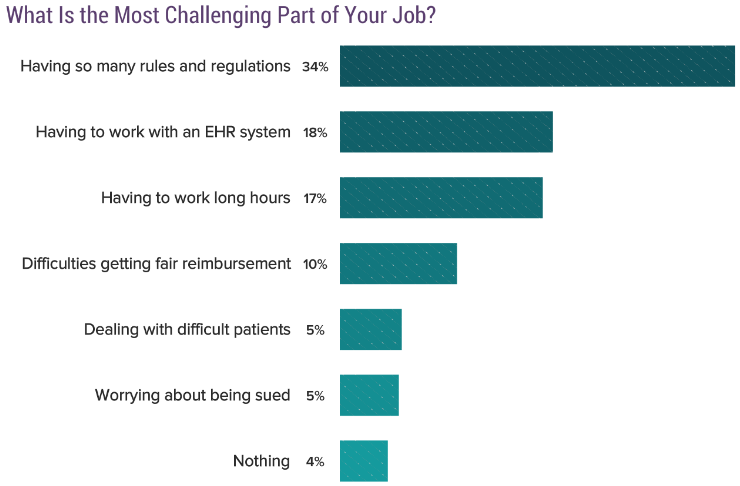 What Is the Most Challenging Part of Your Job?
Having so many rules and regulations 34%
Having to work with an EHR system 18%
Having to work long hours 17%
Difficulties getting fair reimbursement 10%
Dealing with difficult patients 5%
Worrying about being sued 5%
Nothing 4%